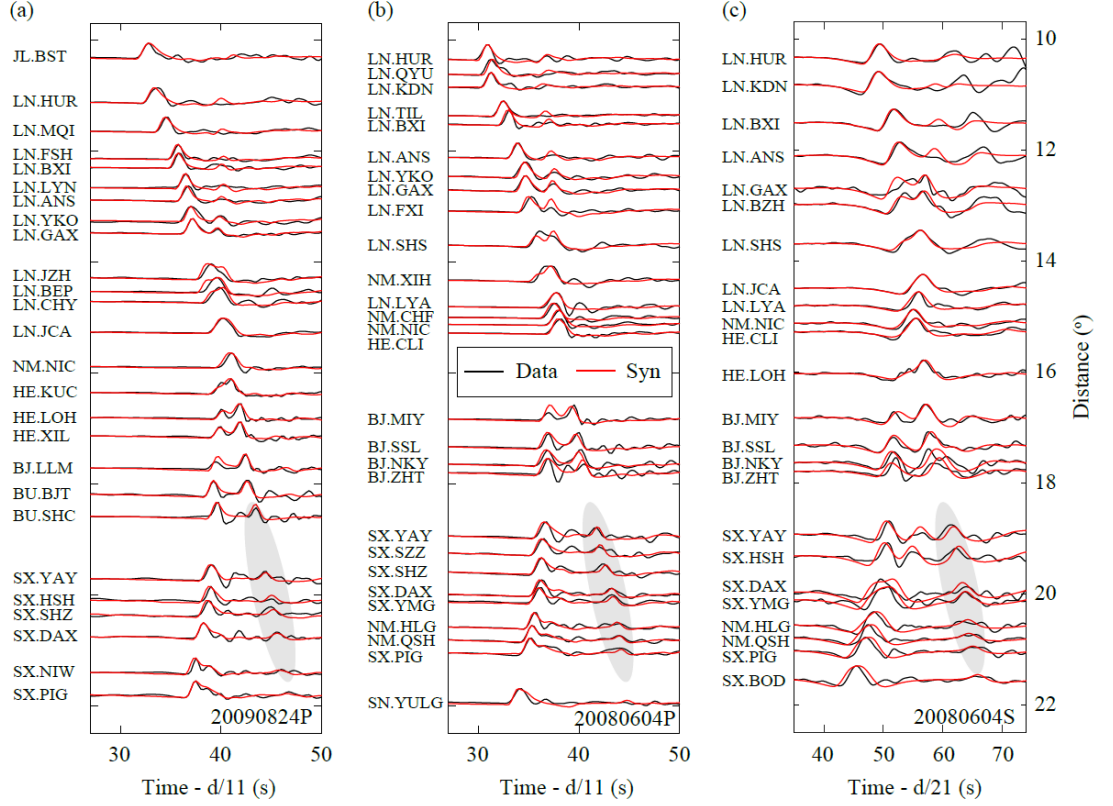 (a)
JL.BST
LN.HUR
LN.MQI
LN.FSH
LN.BXI
LN.LYN
LN.ANS
LN.YKO
LN.GAX
LN.JZH
LN.BEP
LN.CHY
LN.JCA
NM.NIC
HE.KUC
HE.LOH
HE.XIL
BJ.LLM
BU.BJT
BU.SHC
SX.YAY
SX.HSH
SX.SHZ
SX.DAX
SX.NIW
SX.PIG
20090824P
30 40 50
Time - d/11 (s)
(b)
LN.HUR
LN.QYU
LN.KDN
LN.TIL
LN.BXI
LN.ANS
LN.YKO
LN.GAX
LN.FXI
LN.SHS
NM.XIH
LN.LYA
NM.CHF
NM.NIC
HE.CLI
Data Syn
BJ.MIY
BJ.SSL
BJ.NKY
BJ.ZHT
SX.YAY
SX.SZZ
SX.SHZ
SX.DAX
SX.YMG
NM.HLG
NM.QSH
SX.PIG
SN.YULG
20080604P
30 40 50
Time - d/11 (s)
(c)
LN.HUR
LN.KDN
LN.BXI
LN.ANS
LN.GAX
LN.BZH
LN.SHS
LN.JCA
LN.LYA
NM.NIC
HE.CLI
HE.LOH
BJ.MIY
BJ.SSL
BJ.NKY
BJ.ZHT
SX.YAY
SX.HSH
SX.DAX
SX.YMG
NM.HLG
NM.QSH
SX.PIG
SX.BOD
20080604S
40 50 60 70
Time - d/21 (s)
10
12
14
16
18
20
22
Distance (º)